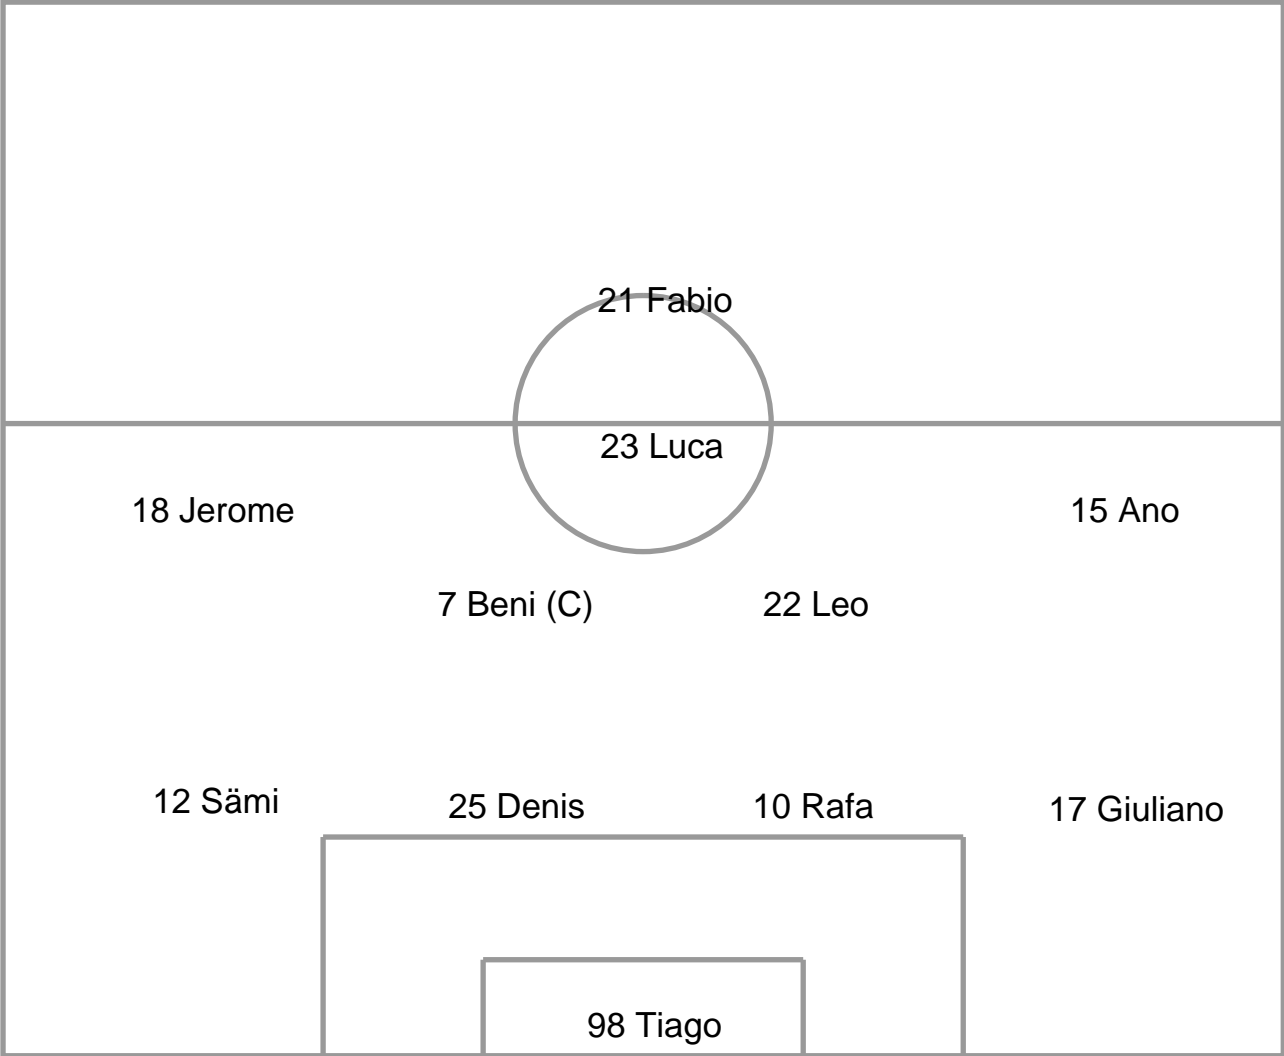 21 Fabio
23 Luca
18 Jerome
15 Ano
7 Beni (C)
22 Leo
12 Sämi
25 Denis
10 Rafa
17 Giuliano
98 Tiago